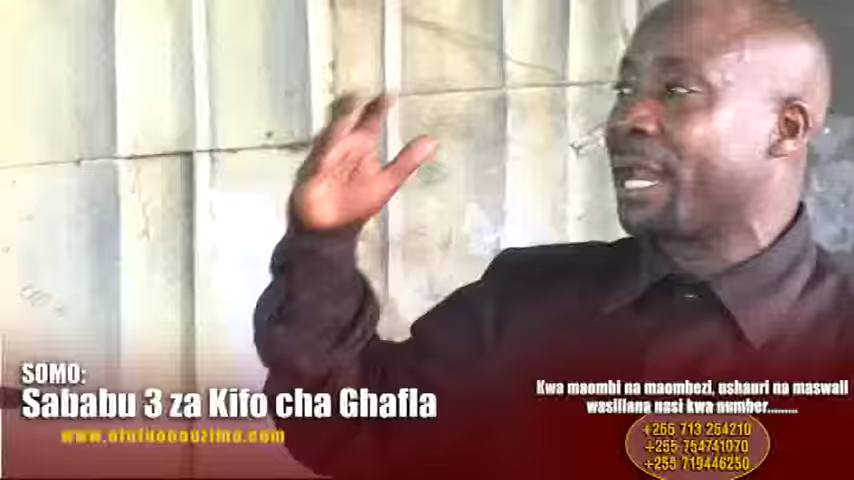 SOMO:
Sababu 3 za Kifo cha Ghafla
Kwa maombi na maombezi, ushauri na maswali
wasiliana nasi kwa number.........
+255 713 254210
+255 754741070
+255 719446250